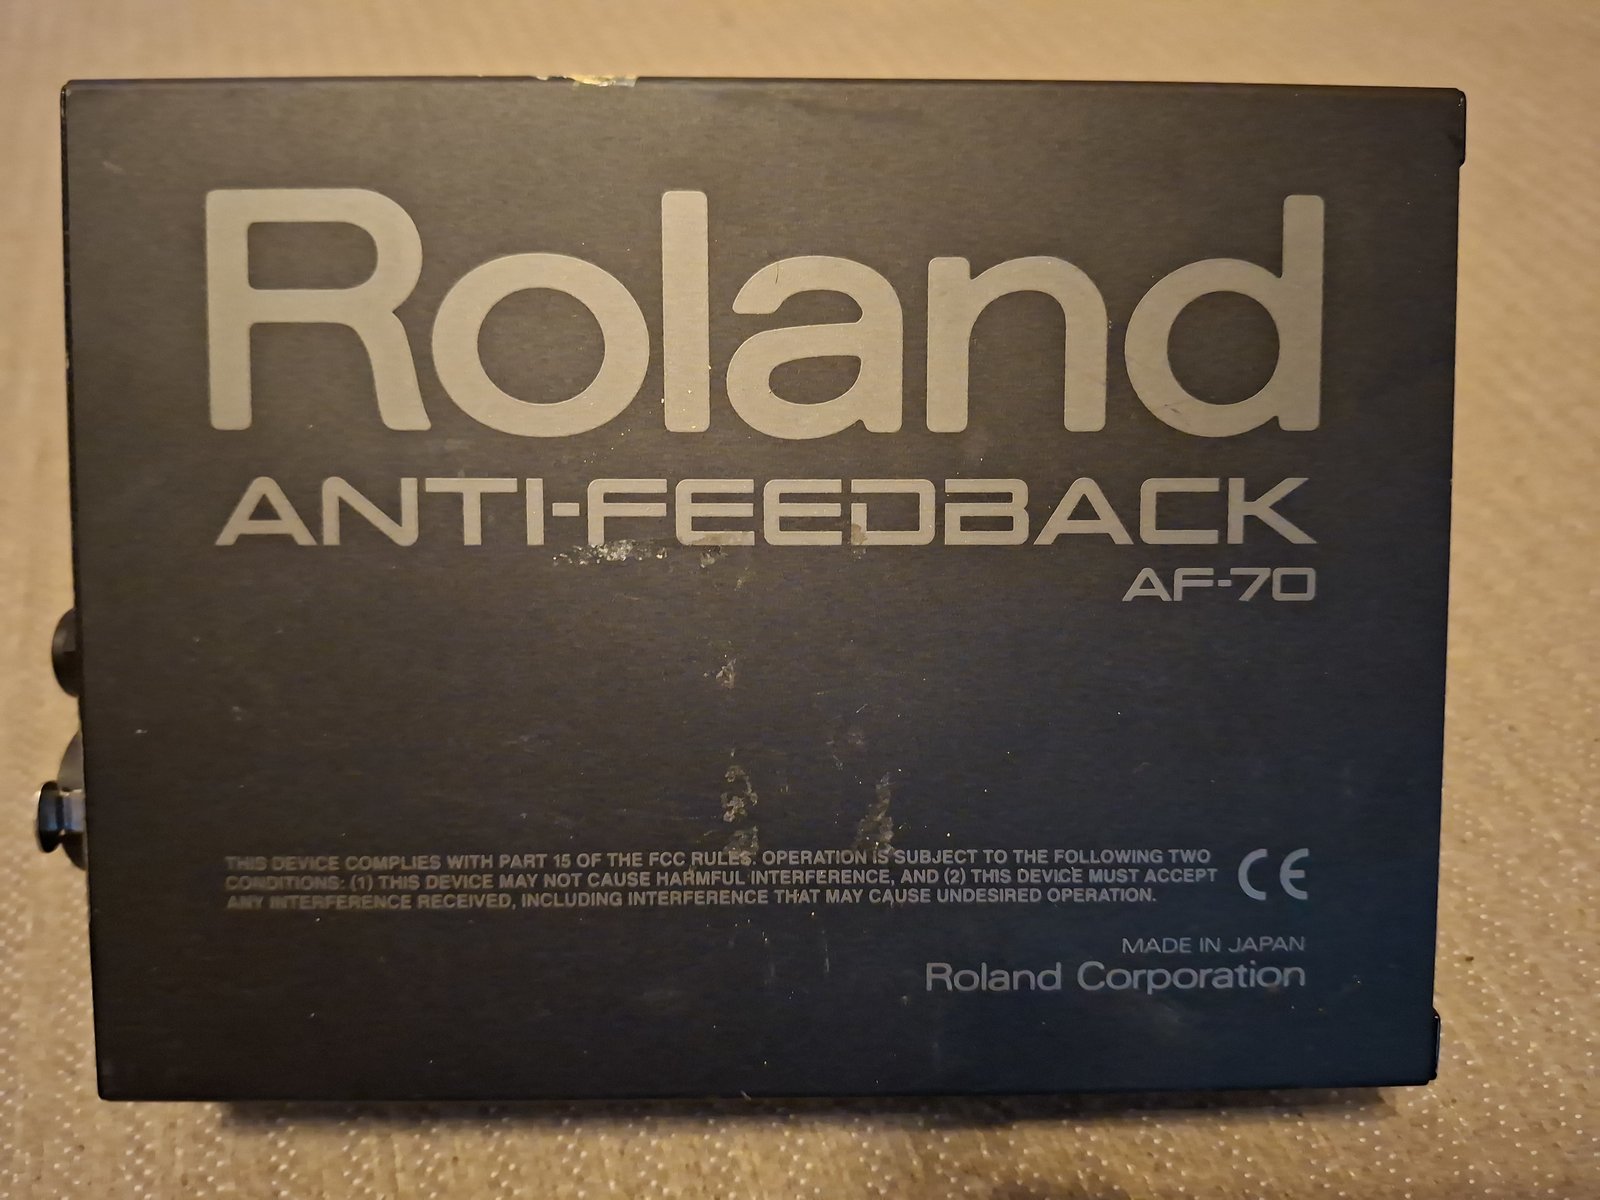 Roland
ANTI-FEEDBACK
AF-70
THIS DEVICE COMPLIES WITH PART 15 OF THE FCC RULES. OPERATION IS SUBJECT TO THE FOLLOWING TWO
CONDITIONS: (1) THIS DEVICE MAY NOT CAUSE HARMFUL INTERFERENCE, AND (2) THIS DEVICE MUST ACCEPT
ANY INTERFERENCE RECEIVED, INCLUDING INTERFERENCE THAT MAY CAUSE UNDESIRED OPERATION.
CE
MADE IN JAPAN
Roland Corporation